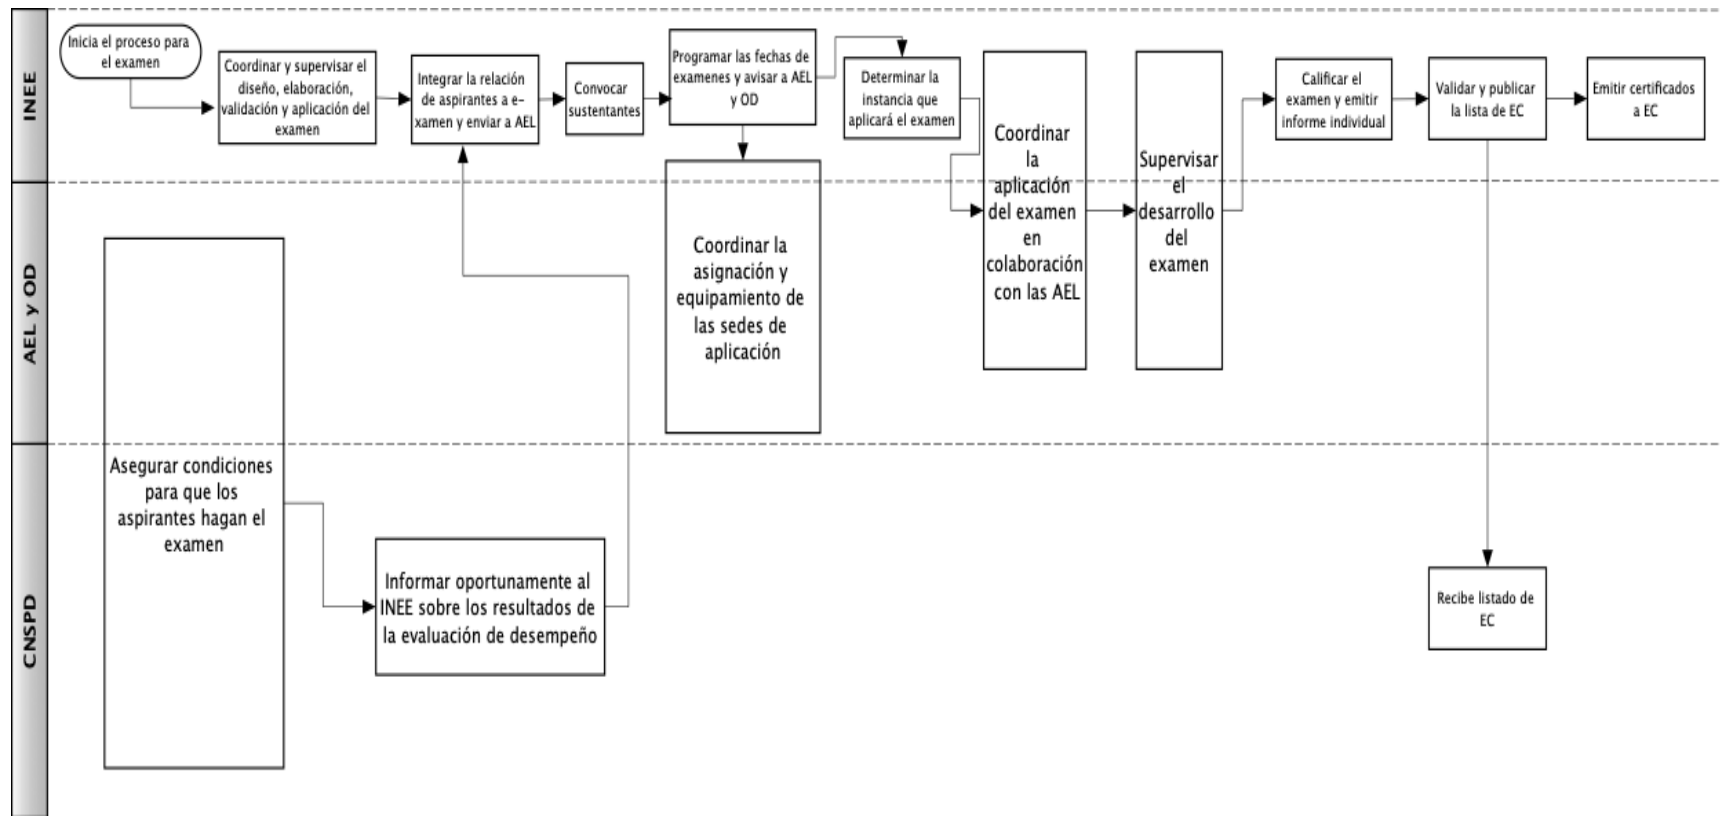 INEE
Inicia el proceso para
el examen
Coordinar y supervisar el
diseño, elaboración,
validación y aplicación del
examen
Integrar la relación
de aspirantes a e-
xamen y enviar a AEL
Convocar
sustentantes
Programar las fechas de
examenes y avisar a AEL
y OD
Determinar la
instancia que
aplicará el examen
Coordinar
la
aplicación
del examen
en
colaboración
con las AEL
Supervisar
el
desarrollo
del
examen
Calificar el
examen y emitir
informe individual
Validar y publicar
la lista de EC
Emitir certificados
a EC
AEL y OD
Coordinar la
asignación y
equipamiento de
las sedes de
aplicación
CNSPD
Asegurar condiciones
para que los
aspirantes hagan el
examen
Informar oportunamente al
INEE sobre los resultados de
la evaluación de desempeño
Recibe listado de
EC